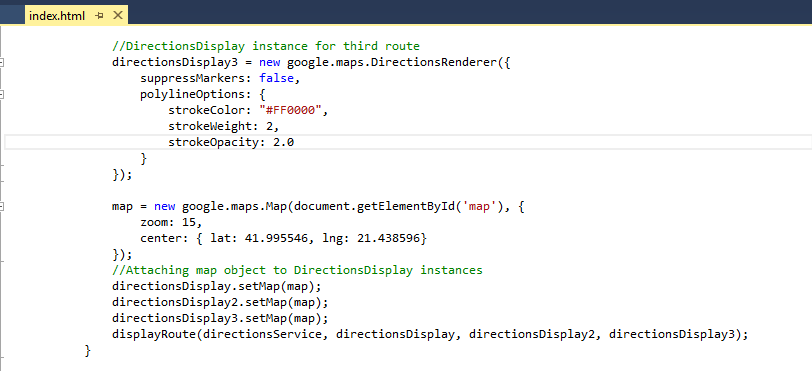 index.html
//DirectionsDisplay instance for third route
directionsDisplay3 = new google.maps.DirectionsRenderer({
suppressMarkers: false,
polylineOptions: {
strokeColor: "#FF0000",
strokeWeight: 2,
strokeOpacity: 2.0
}
});
map = new google.maps.Map(document.getElementById('map'), {
zoom: 15,
center: { lat: 41.995546, lng: 21.438596}
});
//Attaching map object to DirectionsDisplay instances
directionsDisplay.setMap(map);
directionsDisplay2.setMap(map);
directionsDisplay3.setMap(map);
displayRoute(directionsService, directionsDisplay, directionsDisplay2, directionsDisplay3);
}